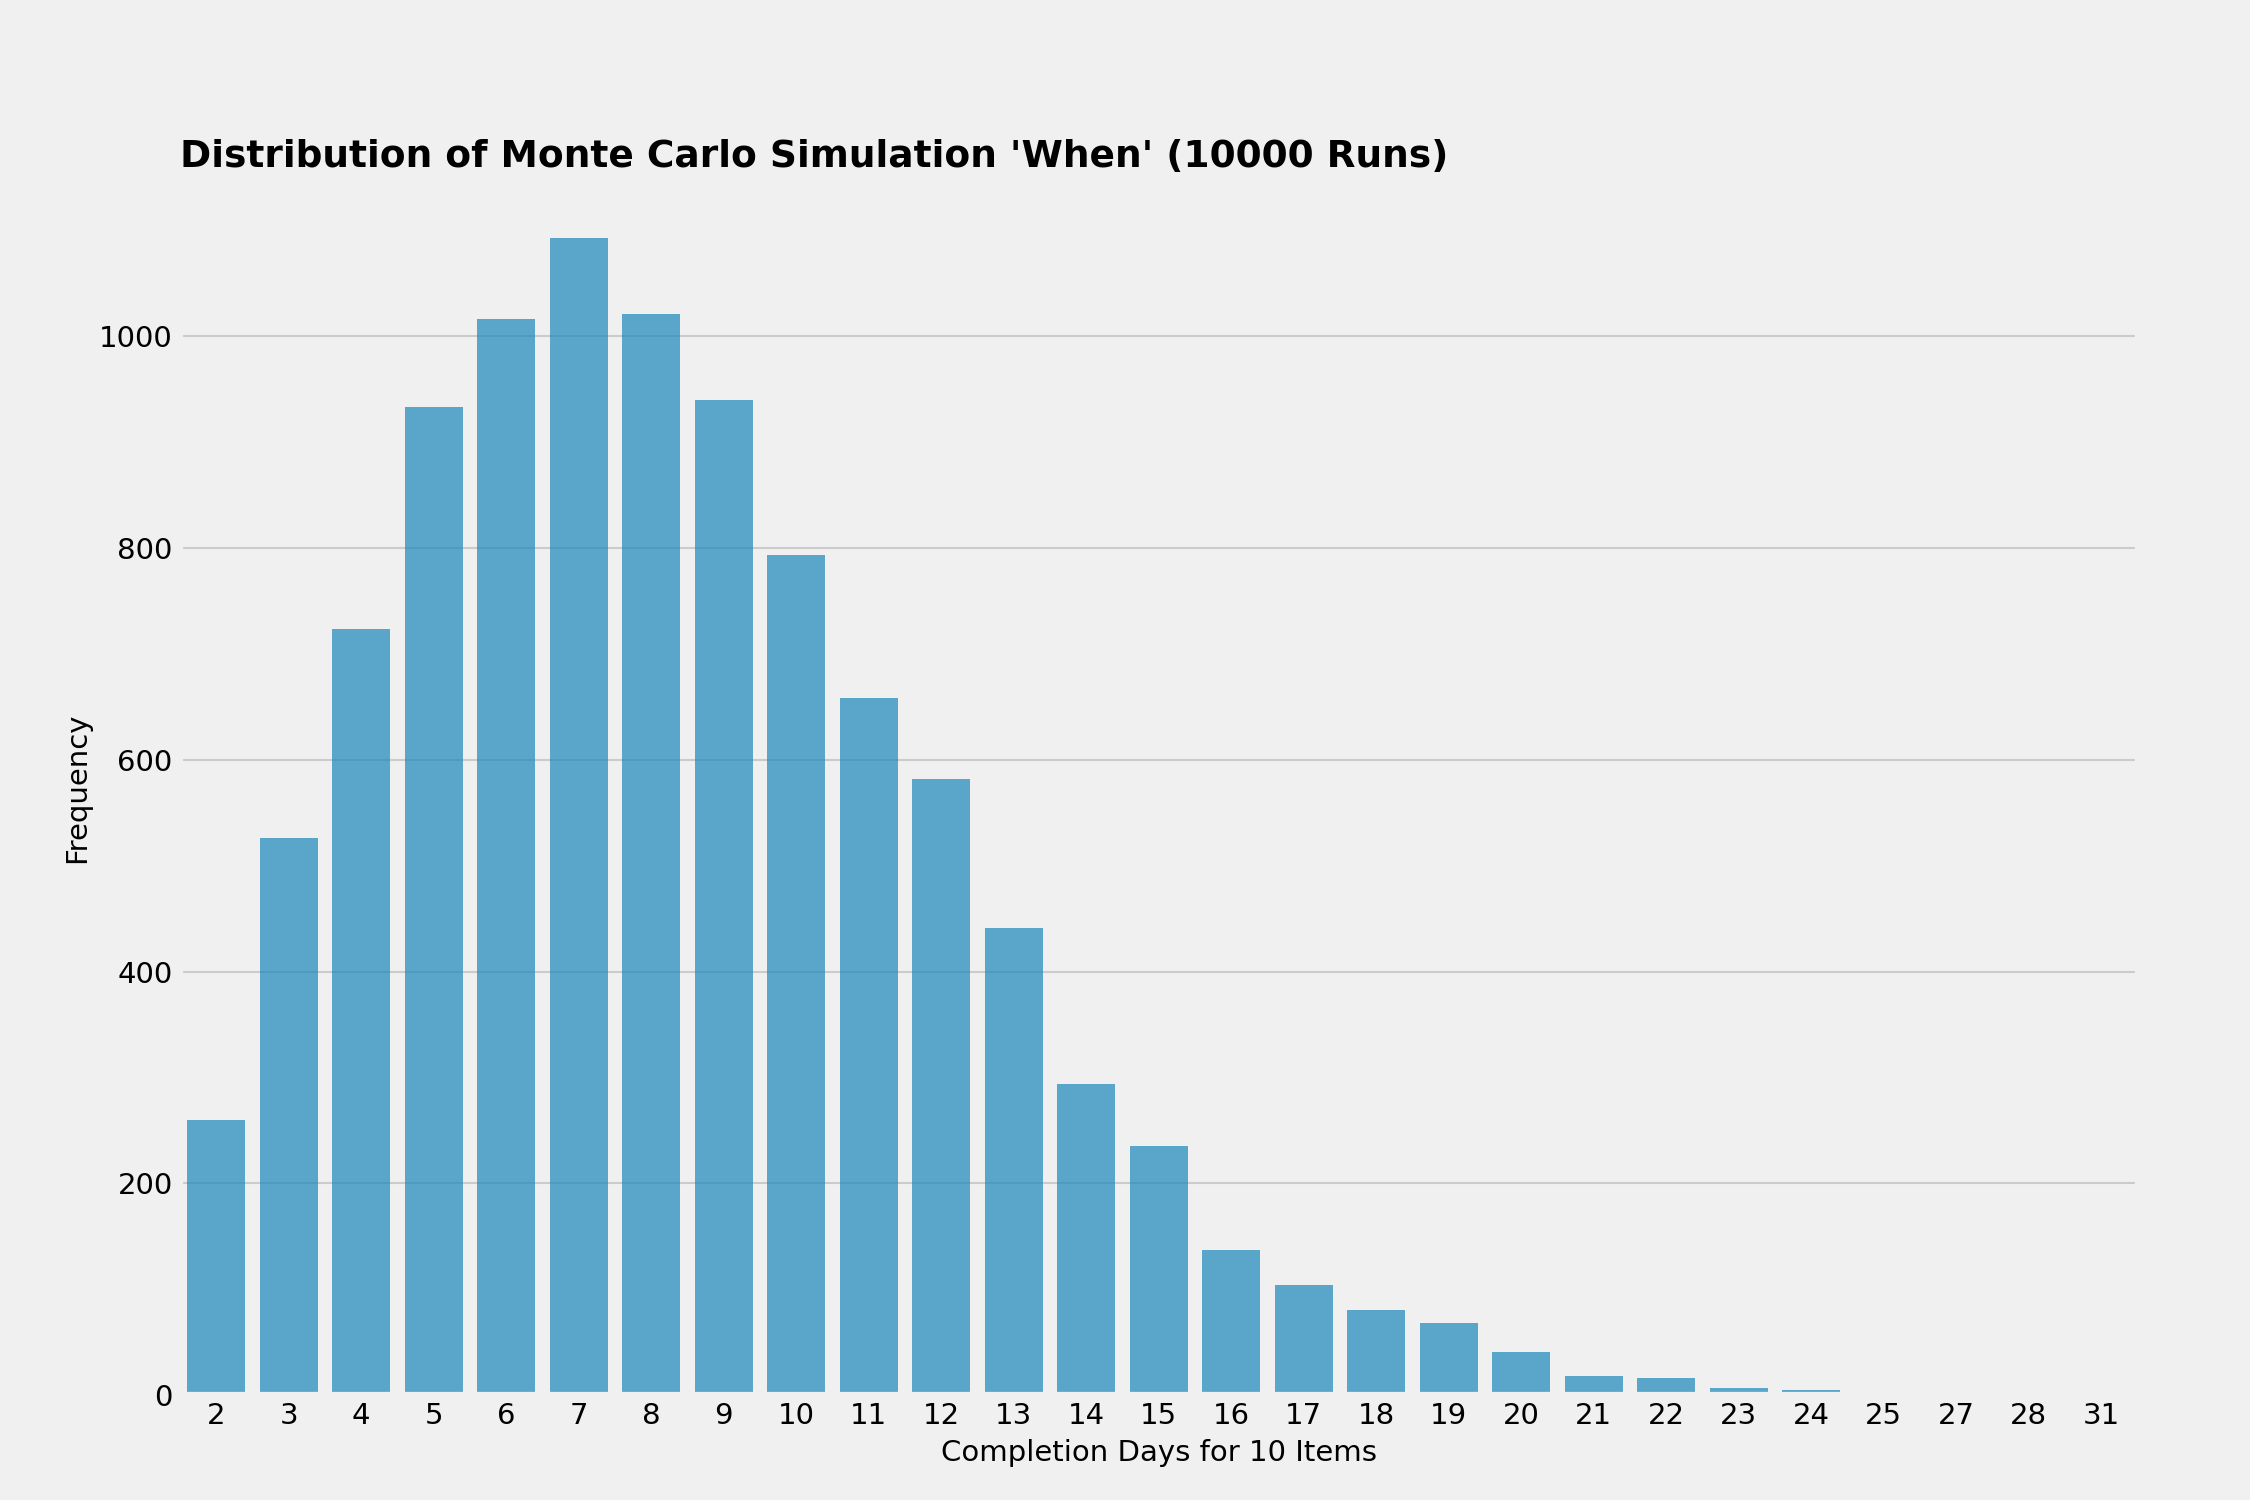 Distribution of Monte Carlo Simulation 'When' (10000 Runs)
1000
800
600
400
200
0
Frequency
2 3 4 5 6 7 8 9 10 11 12 13 14 15 16 17 18 19 20 21 22 23 24 25 27 28 31
Completion Days for 10 Items